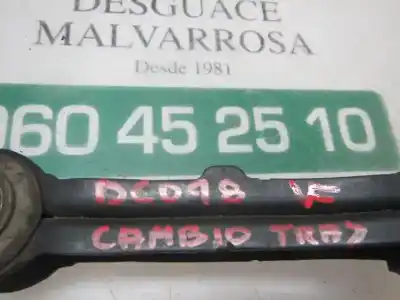 DESGUACE
MALVARROSA
Desde 1981
960 45 25 10
DC098
CAMBIO TRAS